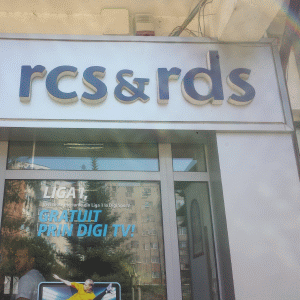 rcs&rds
LIGA 1,
GRATUIT
PRIN DIGI TV!